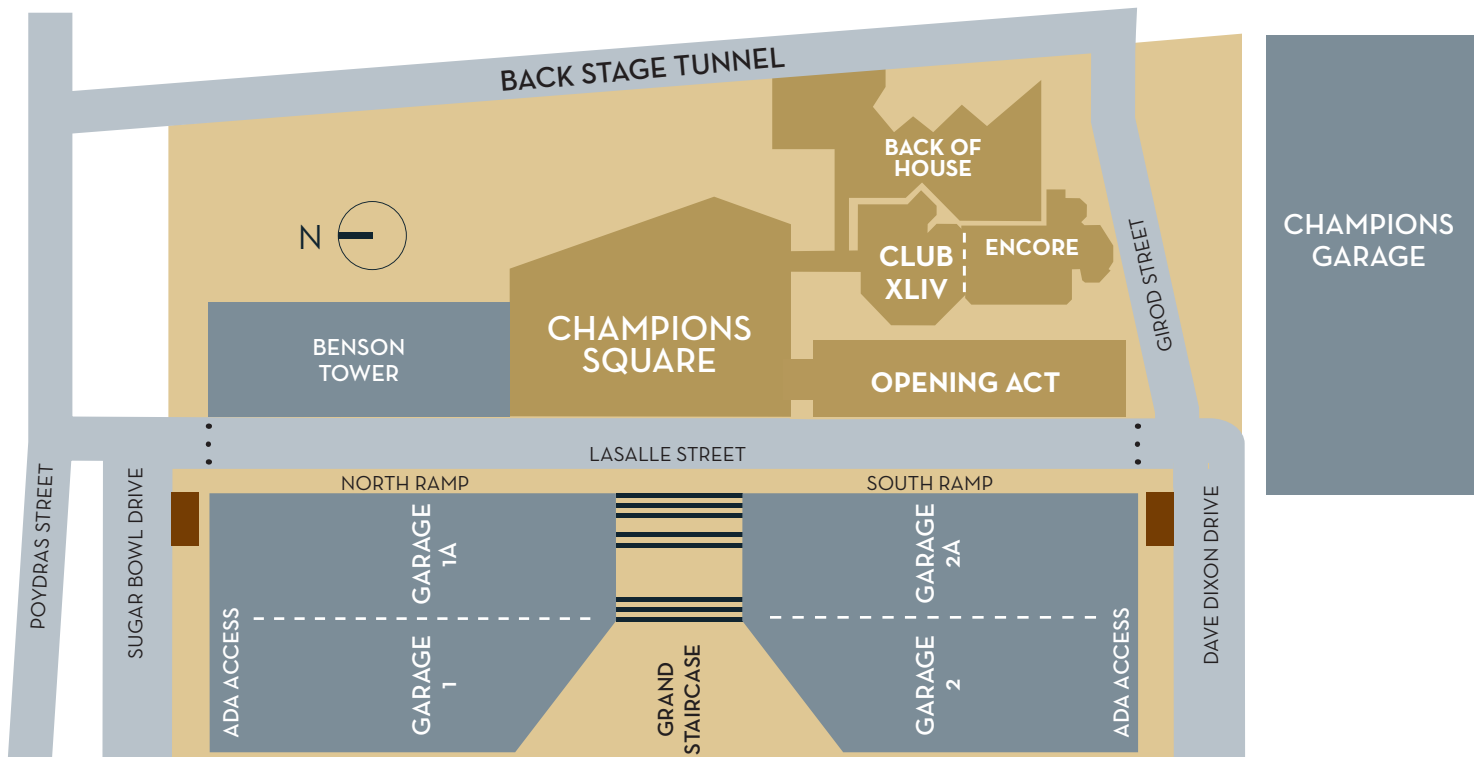 BACK STAGE TUNNEL
BACK OF
HOUSE
CHAMPIONS
GARAGE
N
CLUB
XLIV
ENCORE
GIROD STREET
BENSON
TOWER
CHAMPIONS
SQUARE
OPENING ACT
LASALLE STREET
NORTH RAMP
SOUTH RAMP
POYDRAS STREET
SUGAR BOWL DRIVE
GARAGE
1A
GARAGE
2A
DAVE DIXON DRIVE
ADA ACCESS
GARAGE
1
GRAND
STAIRCASE
GARAGE
2
ADA ACCESS